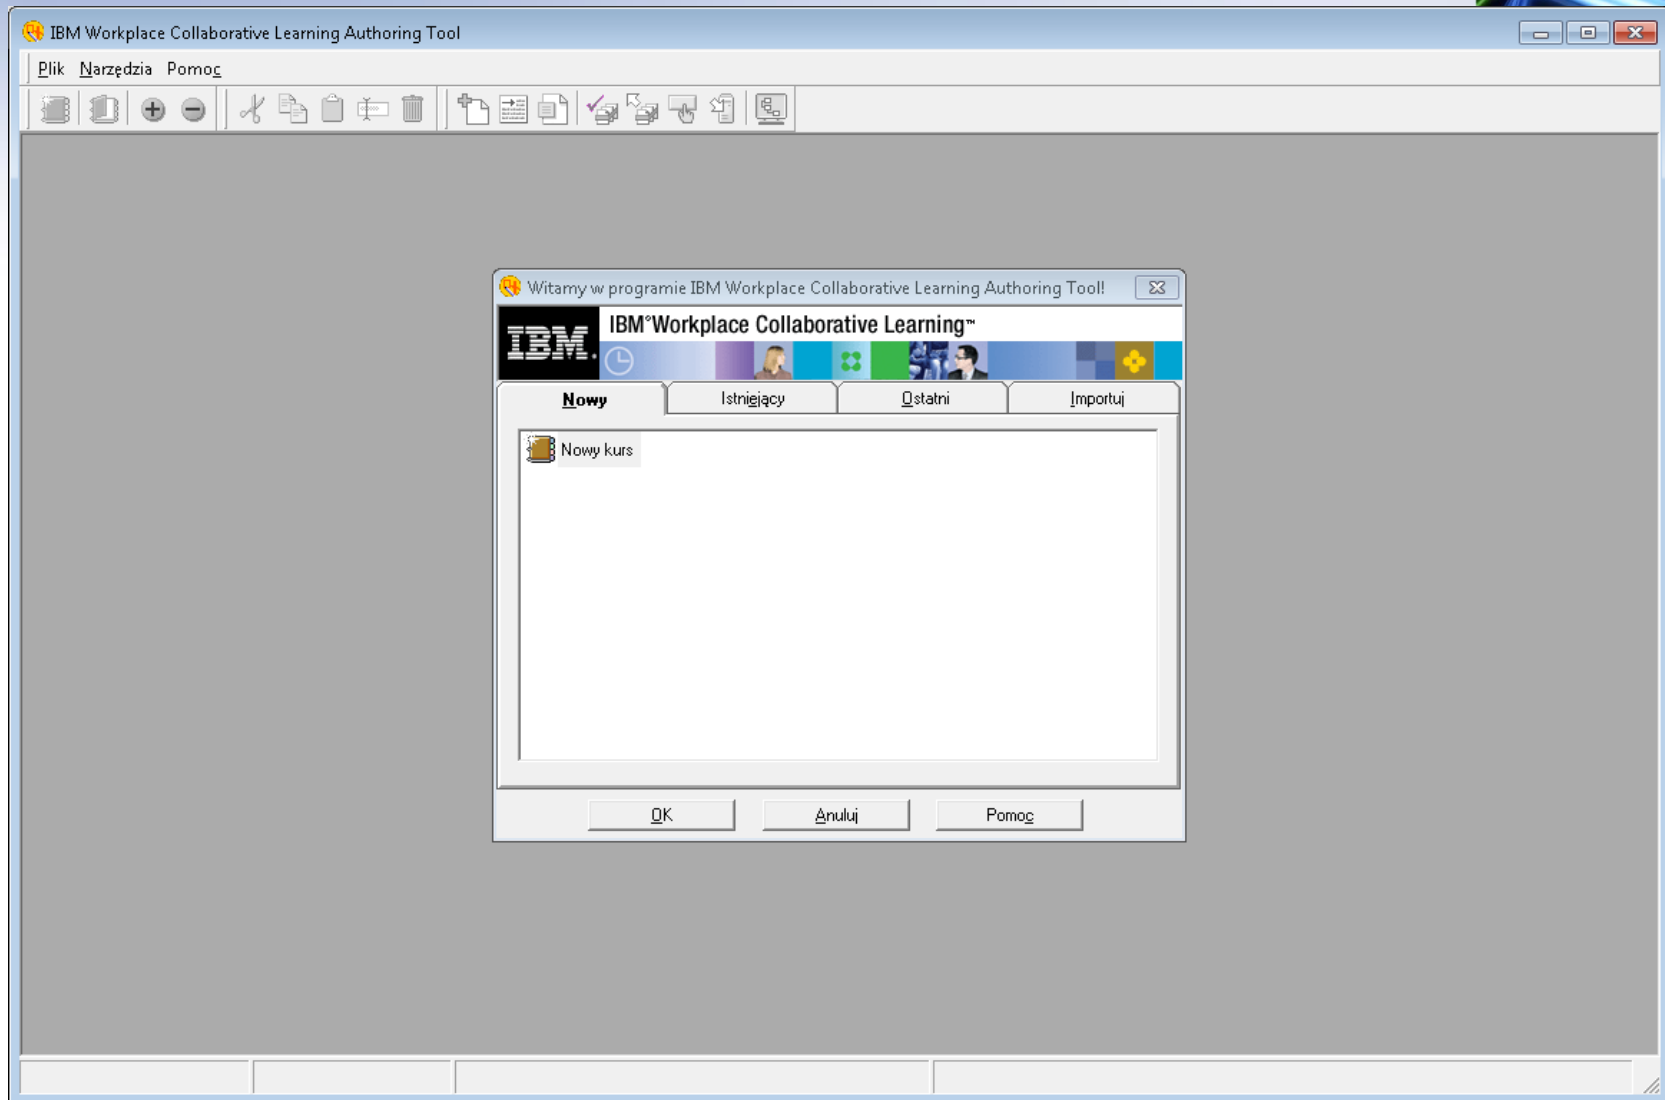 IBM Workplace Collaborative Learning Authoring Tool
Plik Narzędzia Pomoc
Witamy w programie IBM Workplace Collaborative Learning Authoring Tool!
IBM® Workplace Collaborative Learning™
IBM.
Nowy Istniejący Ostatni Importuj
Nowy kurs
OK Anuluj Pomoc